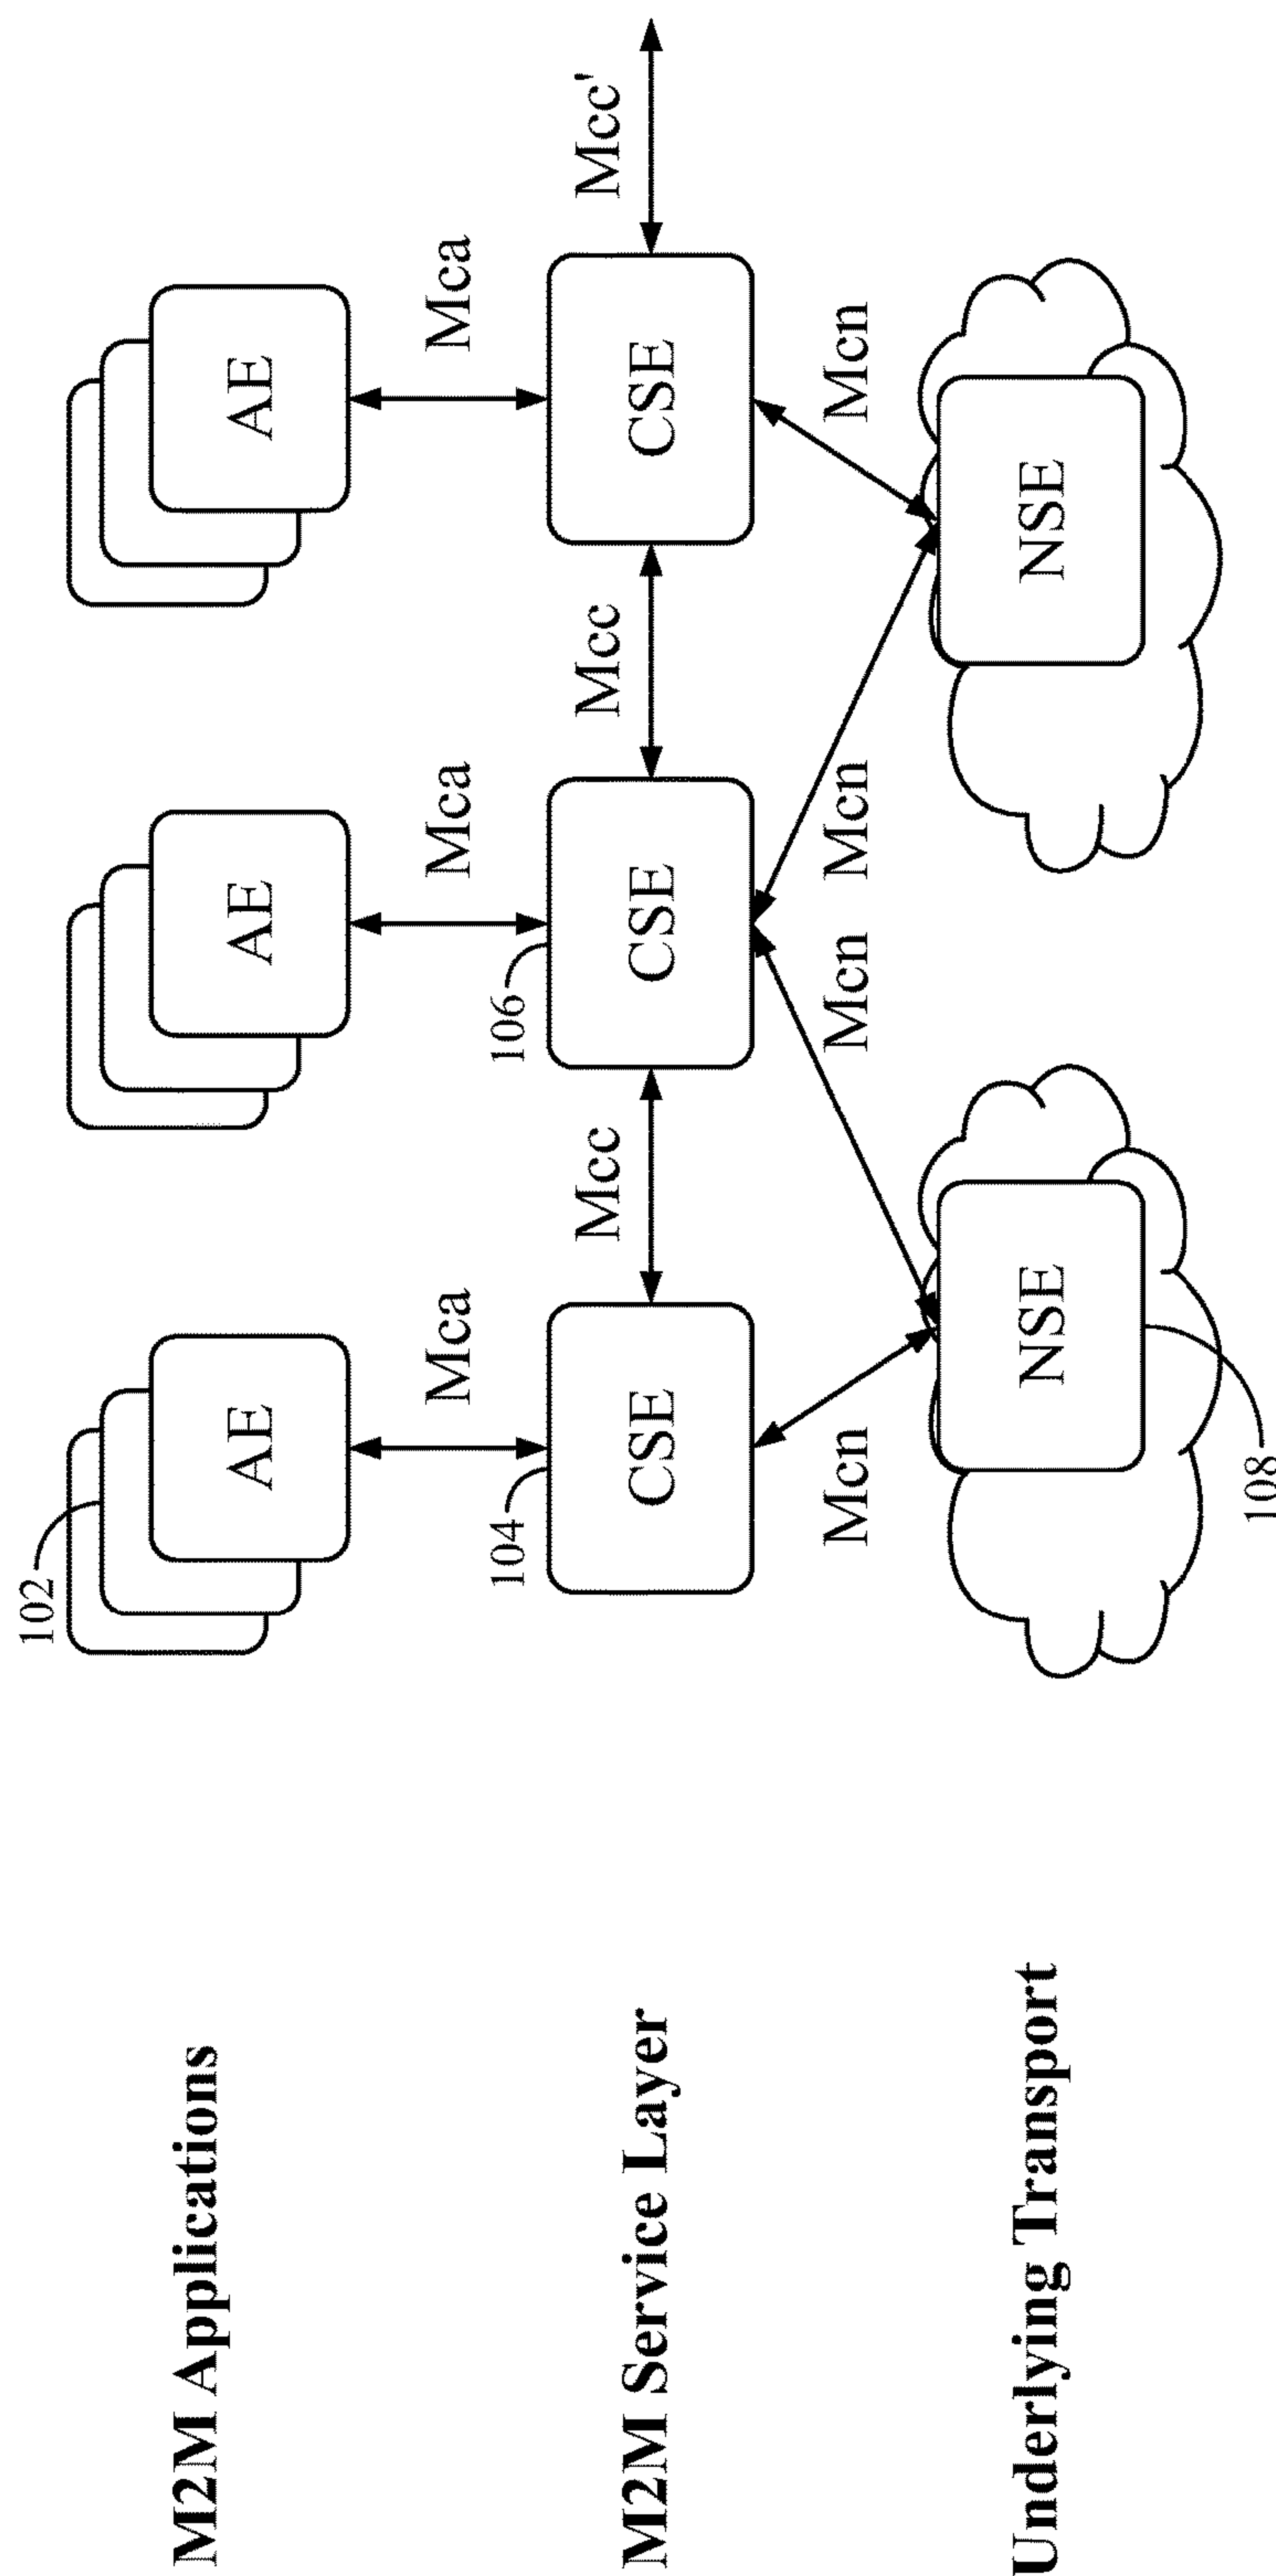 M2M Applications
102
AE
AE
AE
Mca
Mca
Mca
M2M Service Layer
104
106
CSE
Mcc
CSE
Mcc
CSE
Mcc'
Mcn
Mcn
Mcn
Mcn
Underlying Transport
NSE
NSE
108